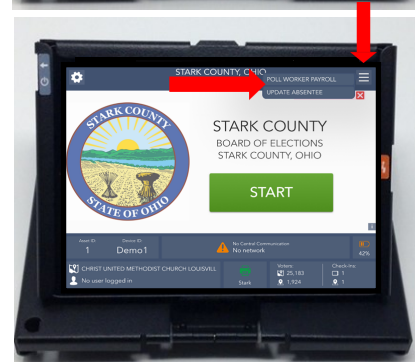 STARK COUNTY, OHIO
POLL WORKER PAYROLL
UPDATE ABSENTEE
STARK COUNTY
STATE OF OHIO
STARK COUNTY
BOARD OF ELECTIONS
STARK COUNTY, OHIO
START
Asset ID
1
Device ID
Demo1
No Central Communication
No network
42%
CHRIST UNITED METHODIST CHURCH LOUISVILL
No user logged in
Stark
Voters:
25,183
1,924
Check-Ins:
1
1